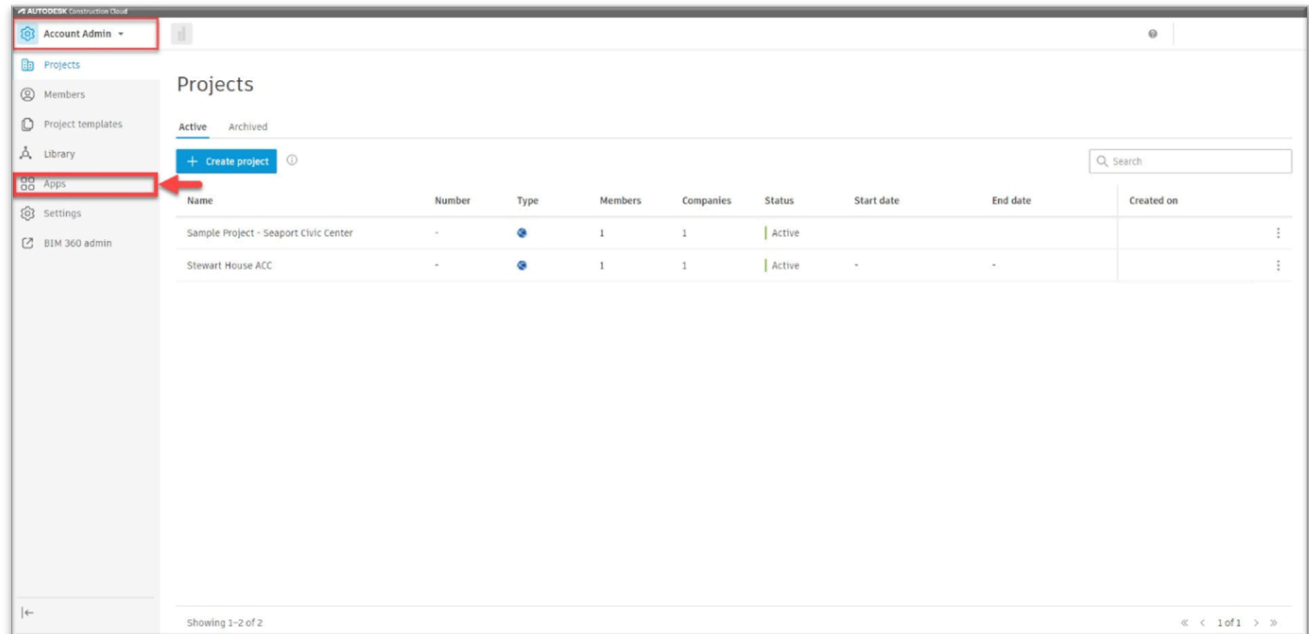 AUTODESK Construction Cloud
Account Admin
Projects
Members
Project templates
Library
Apps
Settings
BIM 360 admin
Projects
Active Archived
+ Create project
Search
Name Number Type Members Companies Status Start date End date Created on
Sample Project - Seaport Civic Center - 1 1 Active
Stewart House ACC - 1 1 Active - -
Showing 1-2 of 2
1 of 1